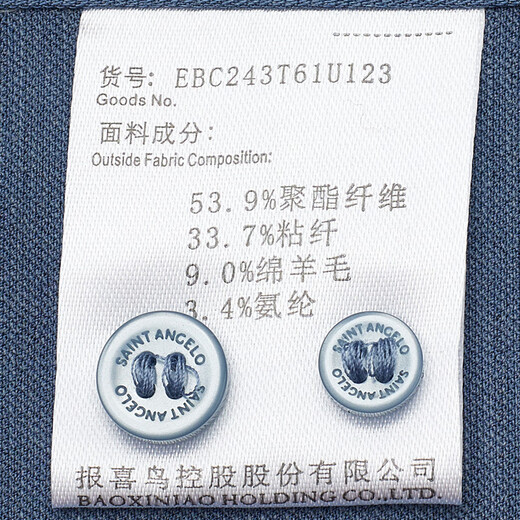 货号: EBC243T61U123
Goods No.
面料成分:
Outside Fabric Composition:
53.9%聚酯纤维
33.7%粘纤
9.0%绵羊毛
3.4%氨纶
SAINT ANGELO
SAINT ANGELO
SAINT ANGELO
SAINT ANGELO
报喜鸟控股股份有限公司
BAOXINIAO HOLDING CO.,LTD.